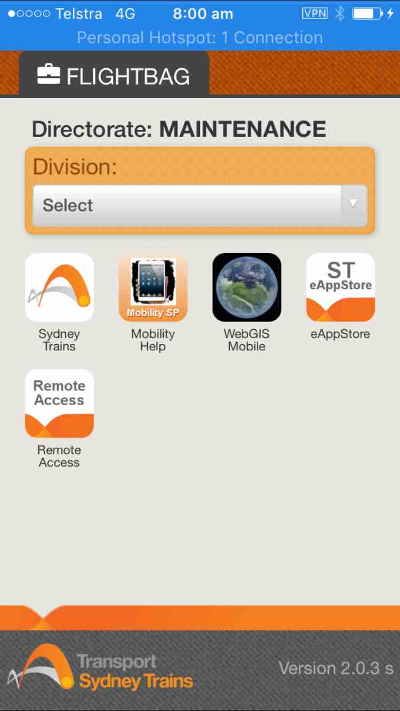 Telstra 4G 8:00 am VPN
Personal Hotspot: 1 Connection
FLIGHTBAG
Directorate: MAINTENANCE
Division:
Select
ST
eAppStore
Mobility SP
Sydney
Trains
Mobility
Help
WebGIS
Mobile
eAppStore
Remote
Access
Remote
Access
Transport
Sydney Trains
Version 2.0.3 s